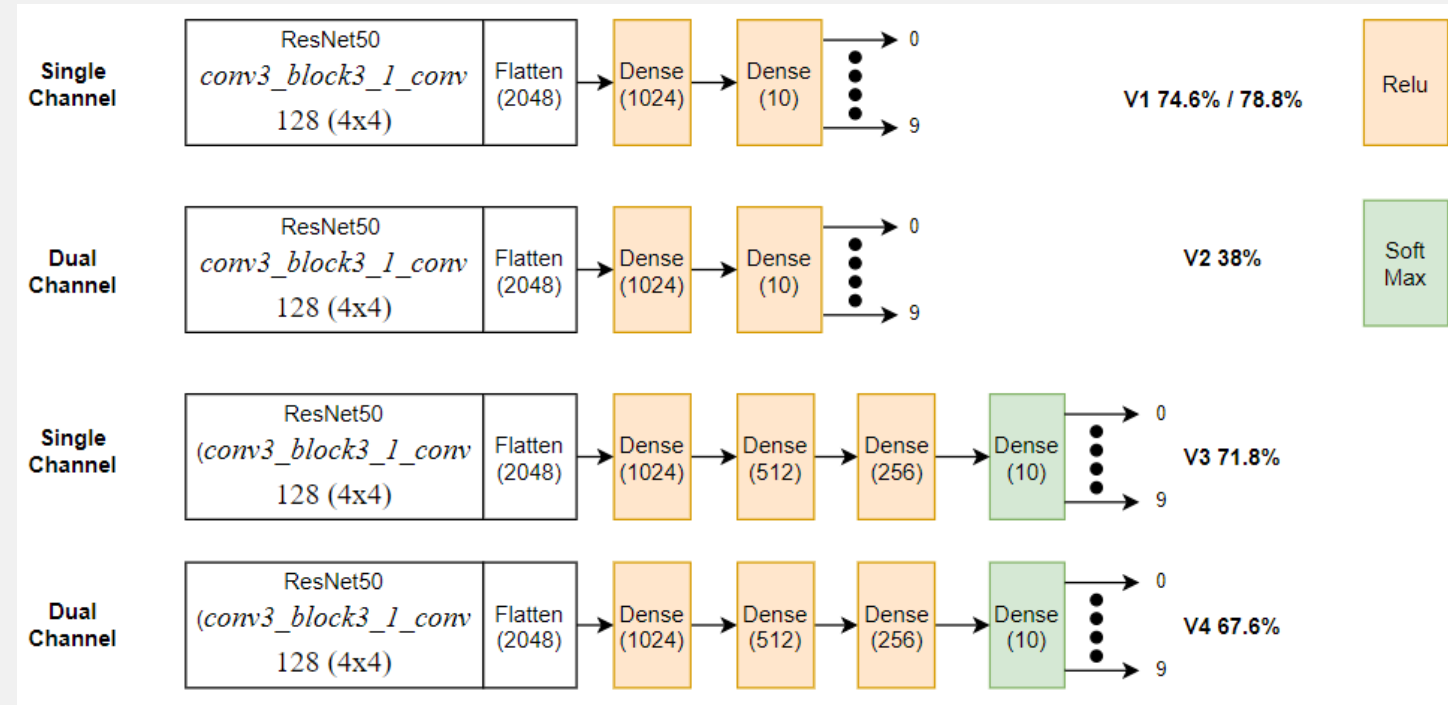 Single
Channel
ResNet50
conv3_block3_1_conv
128 (4x4)
Flatten
(2048)
Dense
(1024)
Dense
(10)
0
9
V1 74.6% / 78.8%
Relu
Dual
Channel
ResNet50
conv3_block3_1_conv
128 (4x4)
Flatten
(2048)
Dense
(1024)
Dense
(10)
0
9
V2 38%
Soft
Max
Single
Channel
ResNet50
(conv3_block3_1_conv
128 (4x4)
Flatten
(2048)
Dense
(1024)
Dense
(512)
Dense
(256)
Dense
(10)
0
9
V3 71.8%
Dual
Channel
ResNet50
(conv3_block3_1_conv
128 (4x4)
Flatten
(2048)
Dense
(1024)
Dense
(512)
Dense
(256)
Dense
(10)
0
9
V4 67.6%